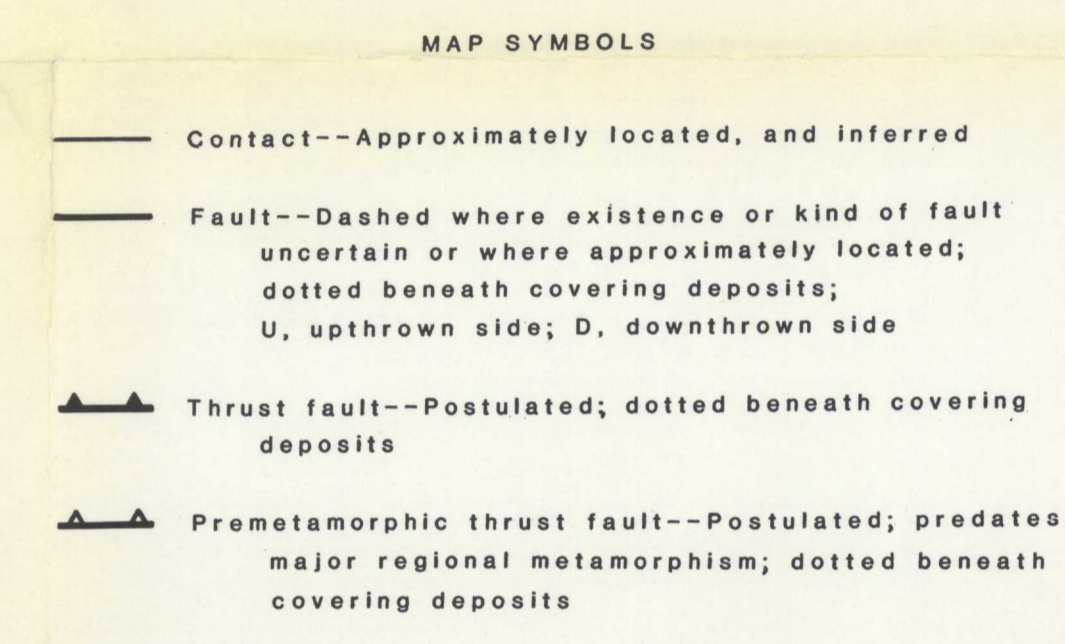 MAP SYMBOLS
Contact--Approximately located, and inferred
Fault--Dashed where existence or kind of fault
uncertain or where approximately located;
dotted beneath covering deposits;
U, upthrown side; D, downthrown side
Thrust fault--Postulated; dotted beneath covering
deposits
Premetamorphic thrust fault--Postulated; predates
major regional metamorphism; dotted beneath
covering deposits